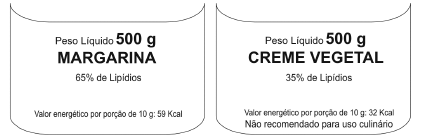 Peso Líquido 500 g
MARGARINA
65% de Lipídios
Valor energético por porção de 10 g: 59 Kcal
Peso Líquido 500 g
CREME VEGETAL
35% de Lipídios
Valor energético por porção de 10 g: 32 Kcal
Não recomendado para uso culinário